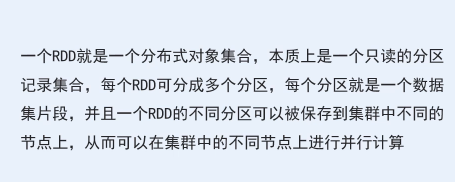 一个RDD就是一个分布式对象集合，本质上是一个只读的分区
记录集合，每个RDD可分成多个分区，每个分区就是一个数据
集片段，并且一个RDD的不同分区可以被保存到集群中不同的
节点上，从而可以在集群中的不同节点上进行并行计算